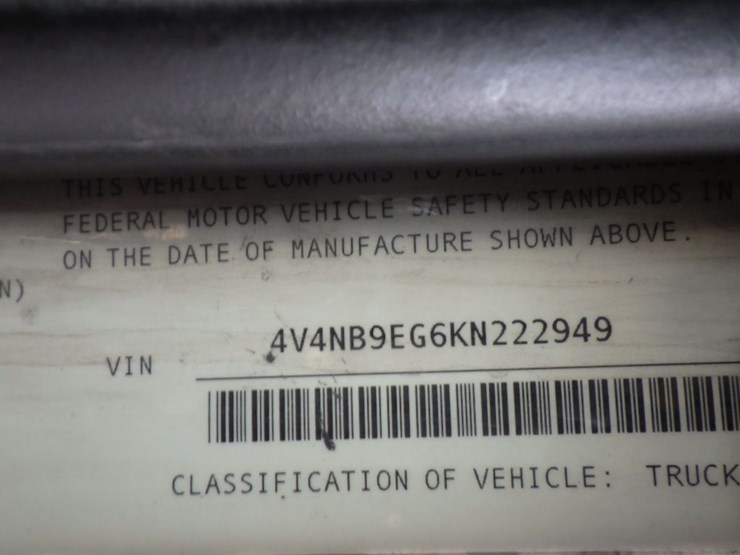 THIS VEHICLE CONFORMS TO ALL
FEDERAL MOTOR VEHICLE SAFETY STANDARDS IN
ON THE DATE OF MANUFACTURE SHOWN ABOVE.
N)
4V4NB9EG6KN222949
VIN
CLASSIFICATION OF VEHICLE: TRUCK